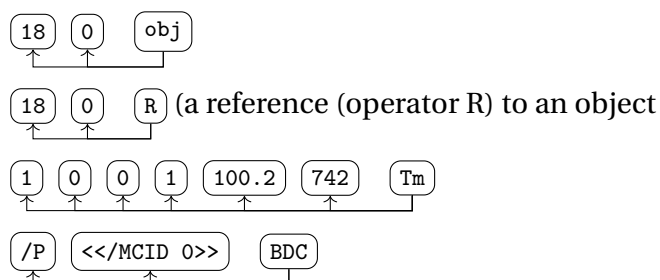 18 0 obj
18 0 R (a reference (operator R) to an object
1 0 0 1 100.2 742 Tm
/P <</MCID 0>> BDC